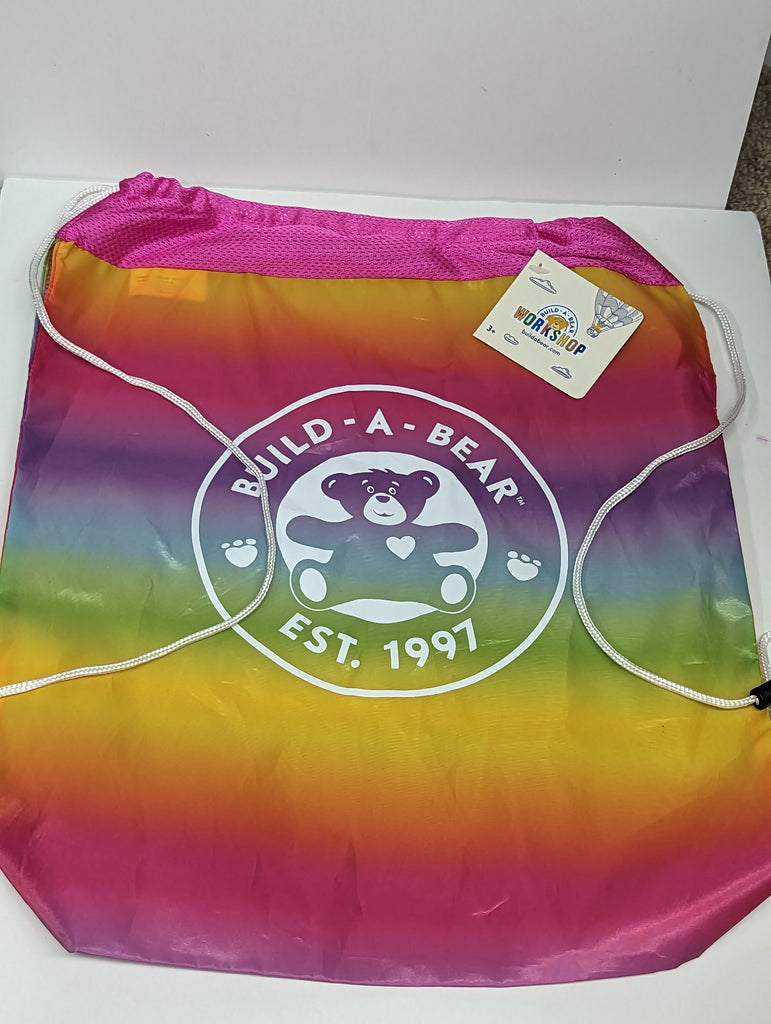 BUILD-A-BEAR
WORKSHOP
buildabear.com
3+
BUILD-A-BEAR™
EST. 1997